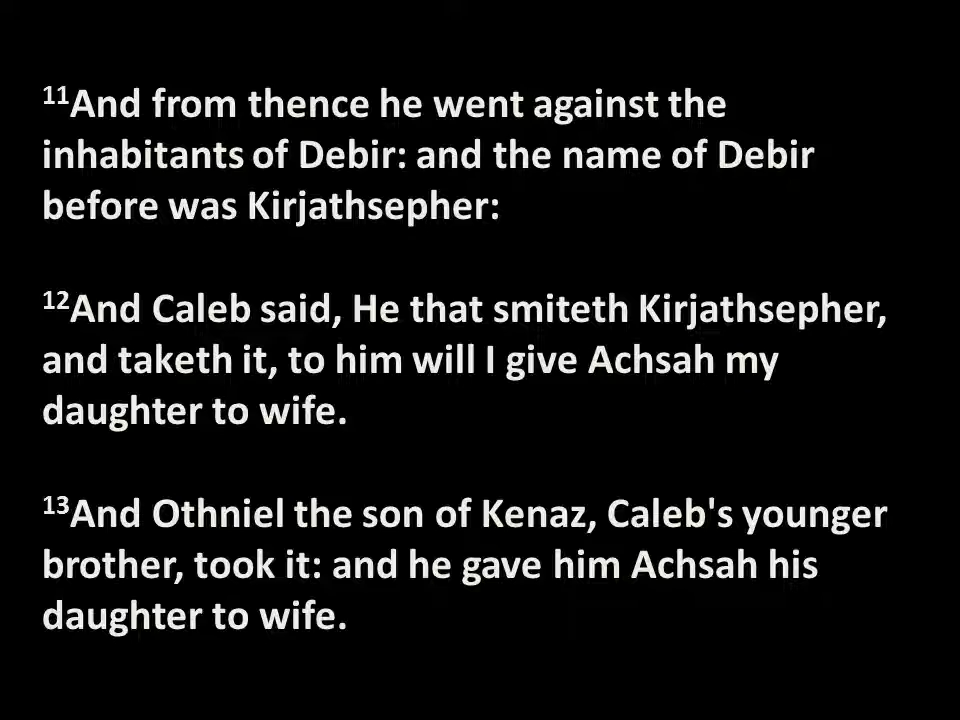 11And from thence he went against the
inhabitants of Debir: and the name of Debir
before was Kirjathsepher:
12And Caleb said, He that smiteth Kirjathsepher,
and taketh it, to him will I give Achsah my
daughter to wife.
13And Othniel the son of Kenaz, Caleb's younger
brother, took it: and he gave him Achsah his
daughter to wife.